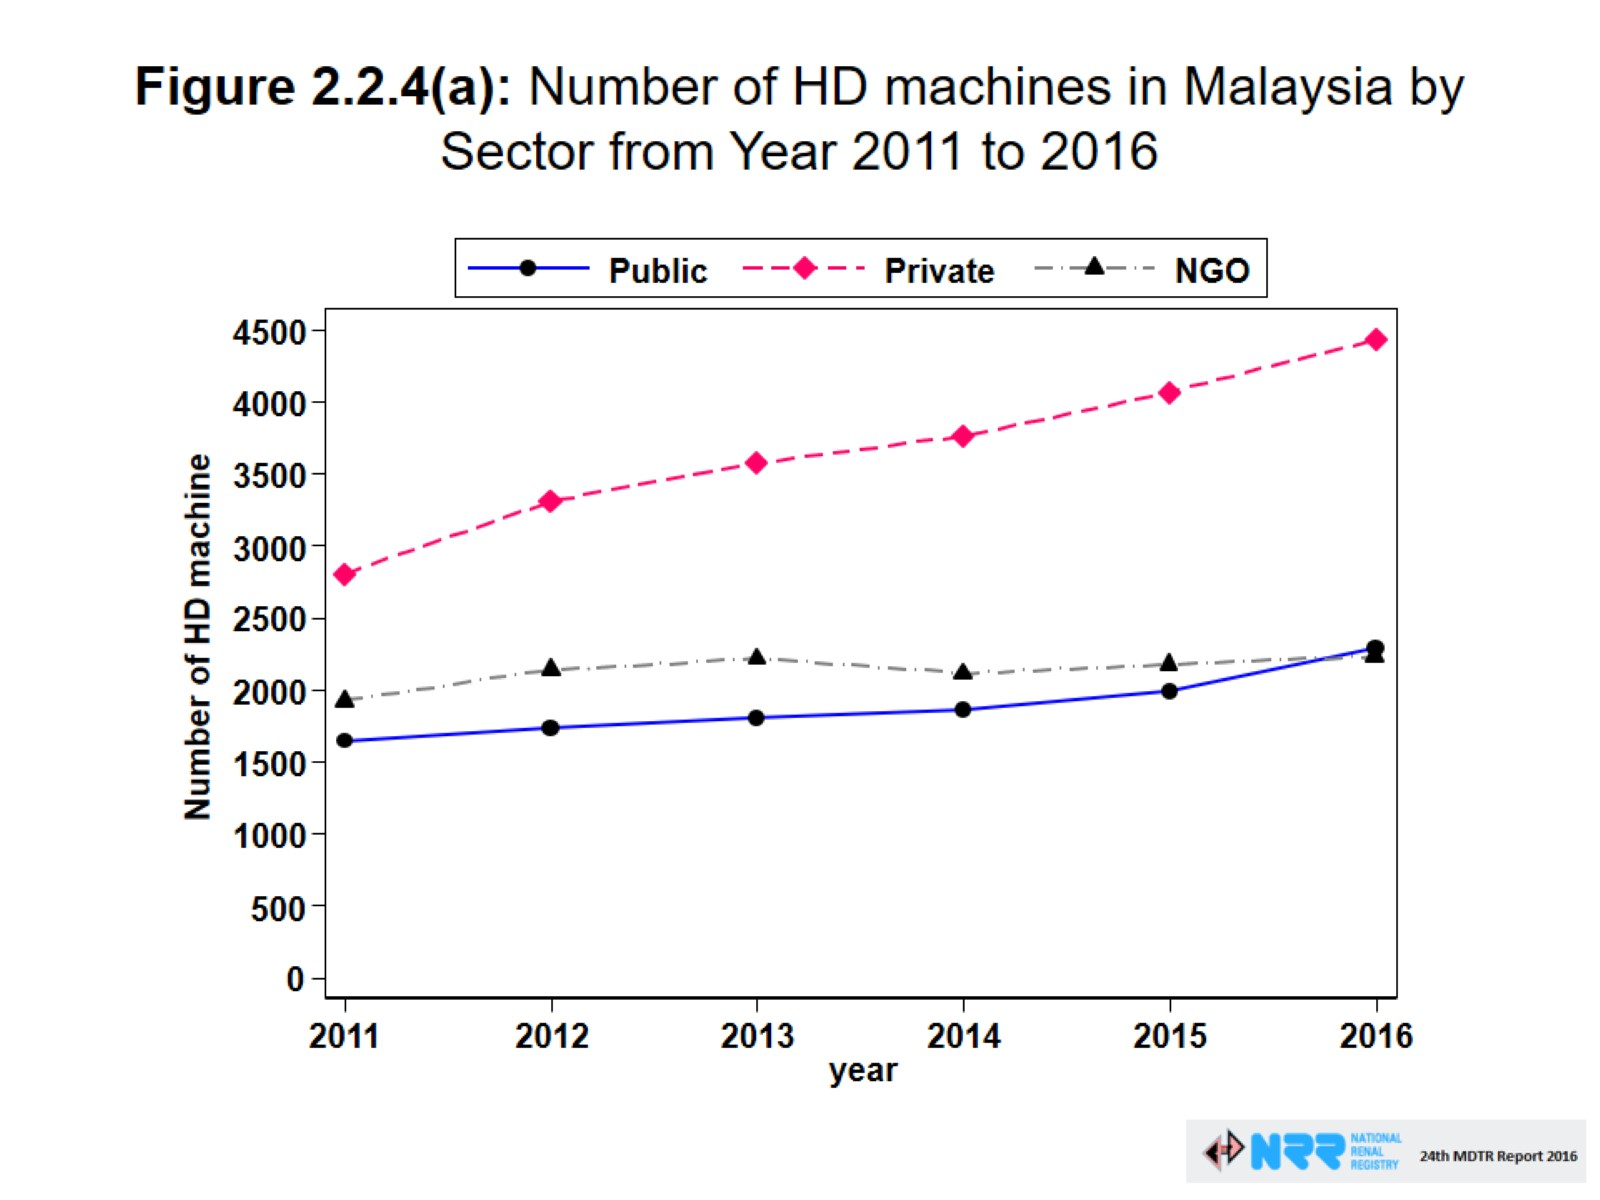 Figure 2.2.4(a): Number of HD machines in Malaysia by
Sector from Year 2011 to 2016
Public Private NGO
Number of HD machine
4500
4000
3500
3000
2500
2000
1500
1000
500
0
2011 2012 2013 2014 2015 2016
year
NRR
NATIONAL
RENAL
REGISTRY
24th MDTR Report 2016